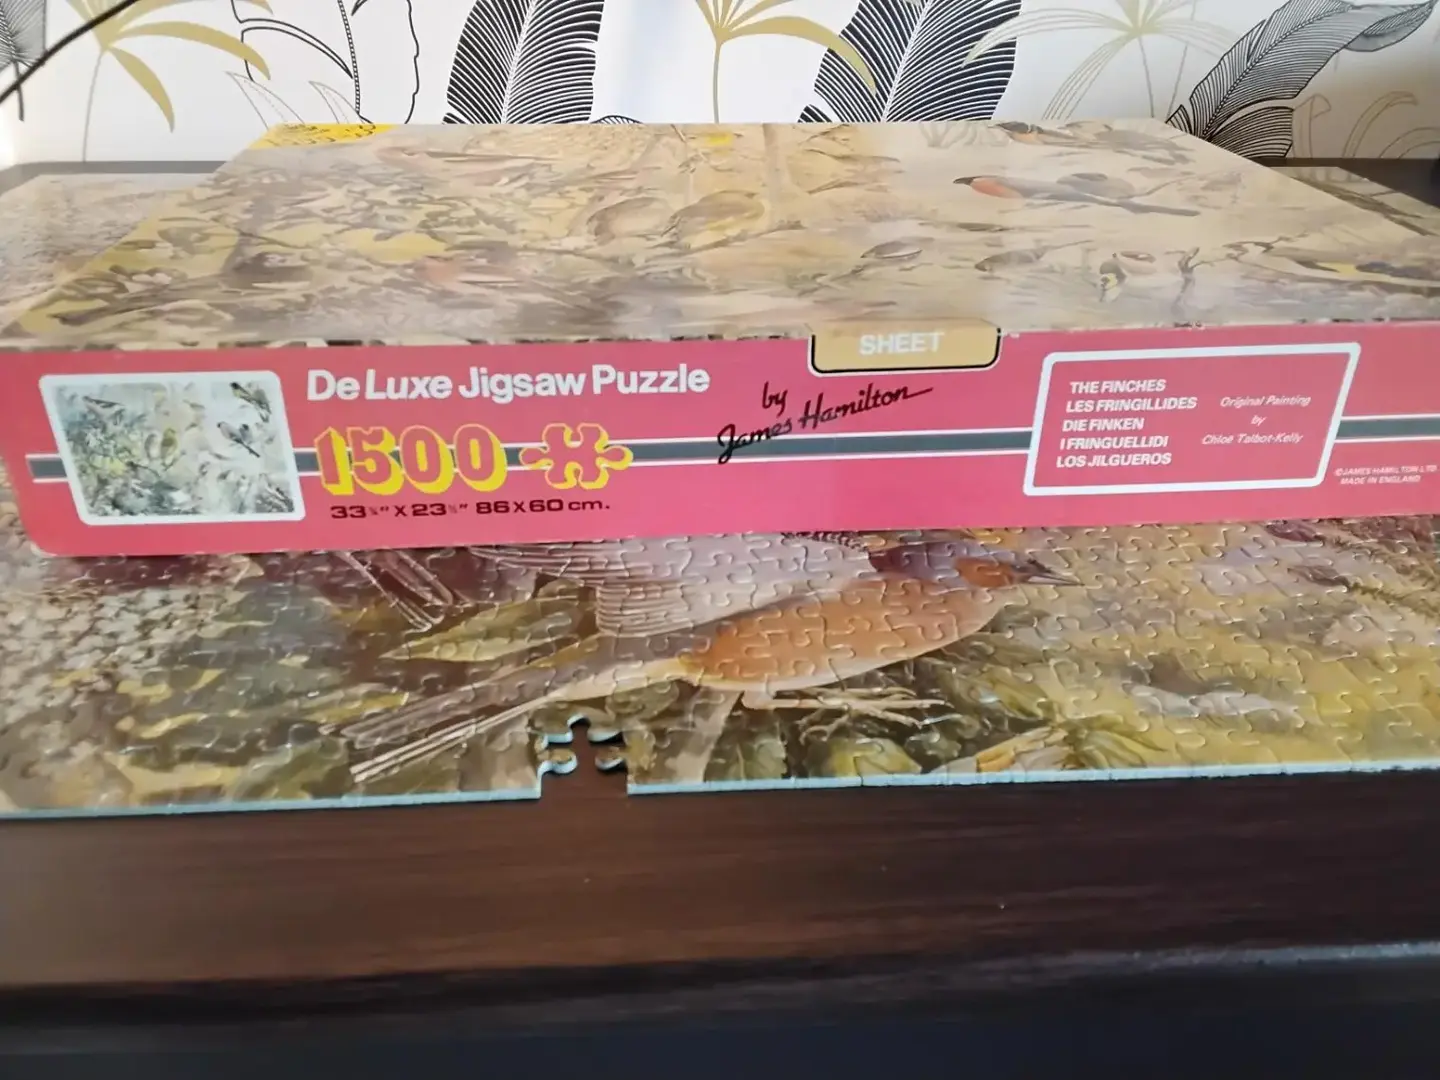 SHEET
De Luxe Jigsaw Puzzle
by
James Hamilton
1500
33¾" X 23½" 86 X 60 cm.
THE FINCHES
LES FRINGILLIDES
DIE FINKEN
I FRINGUELLIDI
LOS JILGUEROS
Original Painting
by
Chloë Talbot-Kelly
©JAMES HAMILTON LTD
MADE IN ENGLAND